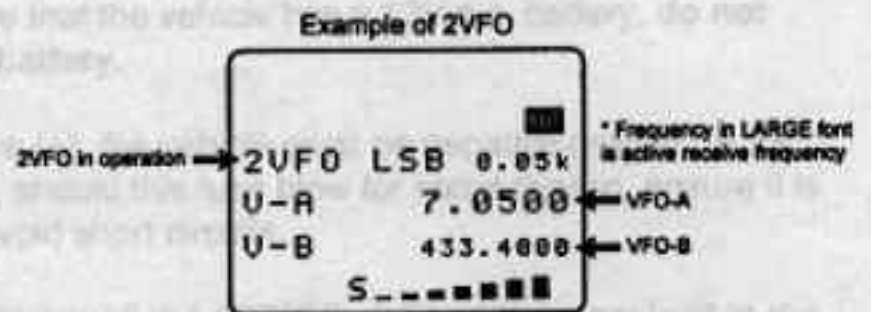 Example of 2VFO
2VFO in operation
2VFO LSB 0.05k
* Frequency in LARGE font
is active receive frequency
V-A 7.0500
VFO-A
V-B 433.4000
VFO-B
S